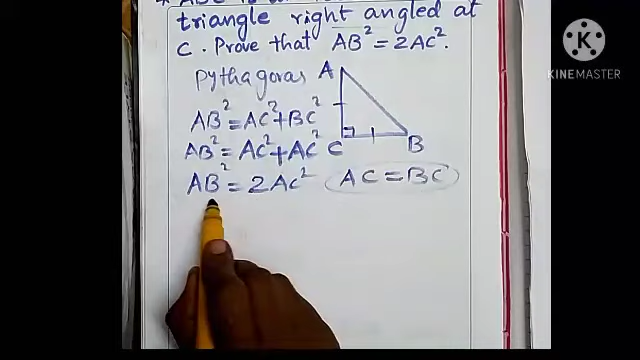 triangle right angled at
C. Prove that AB² = 2AC².
Pythagoras
AB² = AC² + BC²
AB² = AC² + AC²
AB² = 2AC²
AC = BC
A
C
B
KINEMASTER